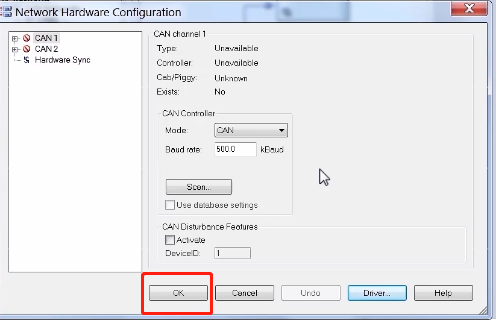 Network Hardware Configuration
CAN 1
CAN 2
Hardware Sync
CAN channel 1
Type: Unavailable
Controller: Unavailable
Cab/Piggy: Unknown
Exists: No
CAN Controller
Mode: CAN
Baud rate: 500.0 kBaud
Scan...
Use database settings
CAN Disturbance Features
Activate
DeviceID: 1
OK Cancel Undo Driver... Help